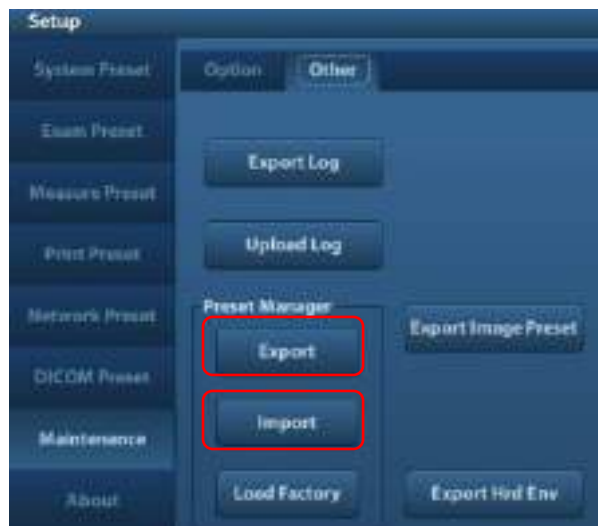 Setup
System Preset
Option Other
Exam Preset
Export Log
Measure Preset
Upload Log
Print Preset
Preset Manager
Network Preset
Export Image Preset
Export
DICOM Preset
Import
Maintenance
Load Factory
Export Hrd Env
About